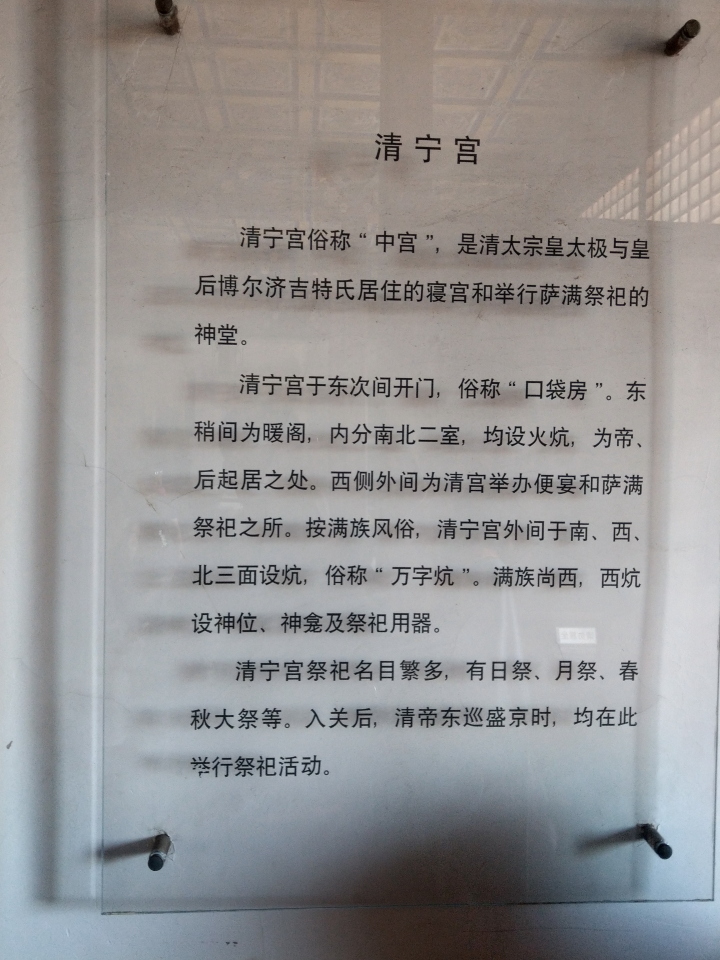 清宁宫
清宁宫俗称“中宫”，是清太宗皇太极与皇
后博尔济吉特氏居住的寝宫和举行萨满祭祀的
神堂。
清宁宫于东次间开门，俗称“口袋房”。东
稍间为暖阁，内分南北二室，均设火炕，为帝、
后起居之处。西侧外间为清宫举办便宴和萨满
祭祀之所。按满族风俗，清宁宫外间于南、西、
北三面设炕，俗称“万字炕”。满族尚西，西炕
设神位、神龛及祭祀用器。
清宁宫祭祀名目繁多，有日祭、月祭、春
秋大祭等。入关后，清帝东巡盛京时，均在此
举行祭祀活动。